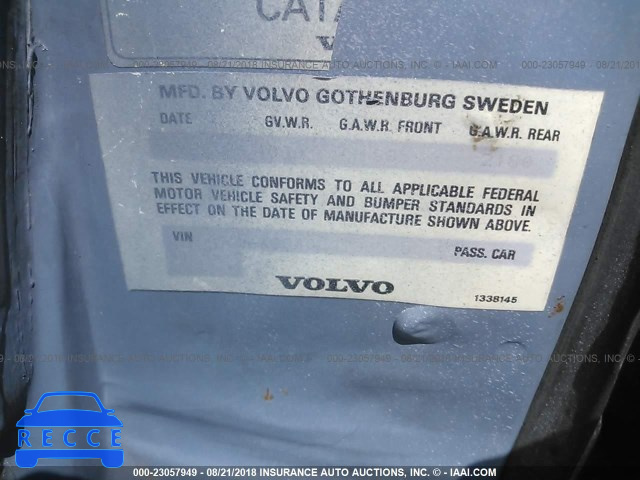 CATA
V
MFD. BY VOLVO GOTHENBURG SWEDEN
DATE G.V.W.R. G.A.W.R. FRONT G.A.W.R. REAR
THIS VEHICLE CONFORMS TO ALL APPLICABLE FEDERAL
MOTOR VEHICLE SAFETY AND BUMPER STANDARDS IN
EFFECT ON THE DATE OF MANUFACTURE SHOWN ABOVE.
VIN PASS. CAR
VOLVO
1338145
RECCE
000-23057949 - 08/21/2018 INSURANCE AUTO AUCTIONS, INC. - © - IAAI.COM